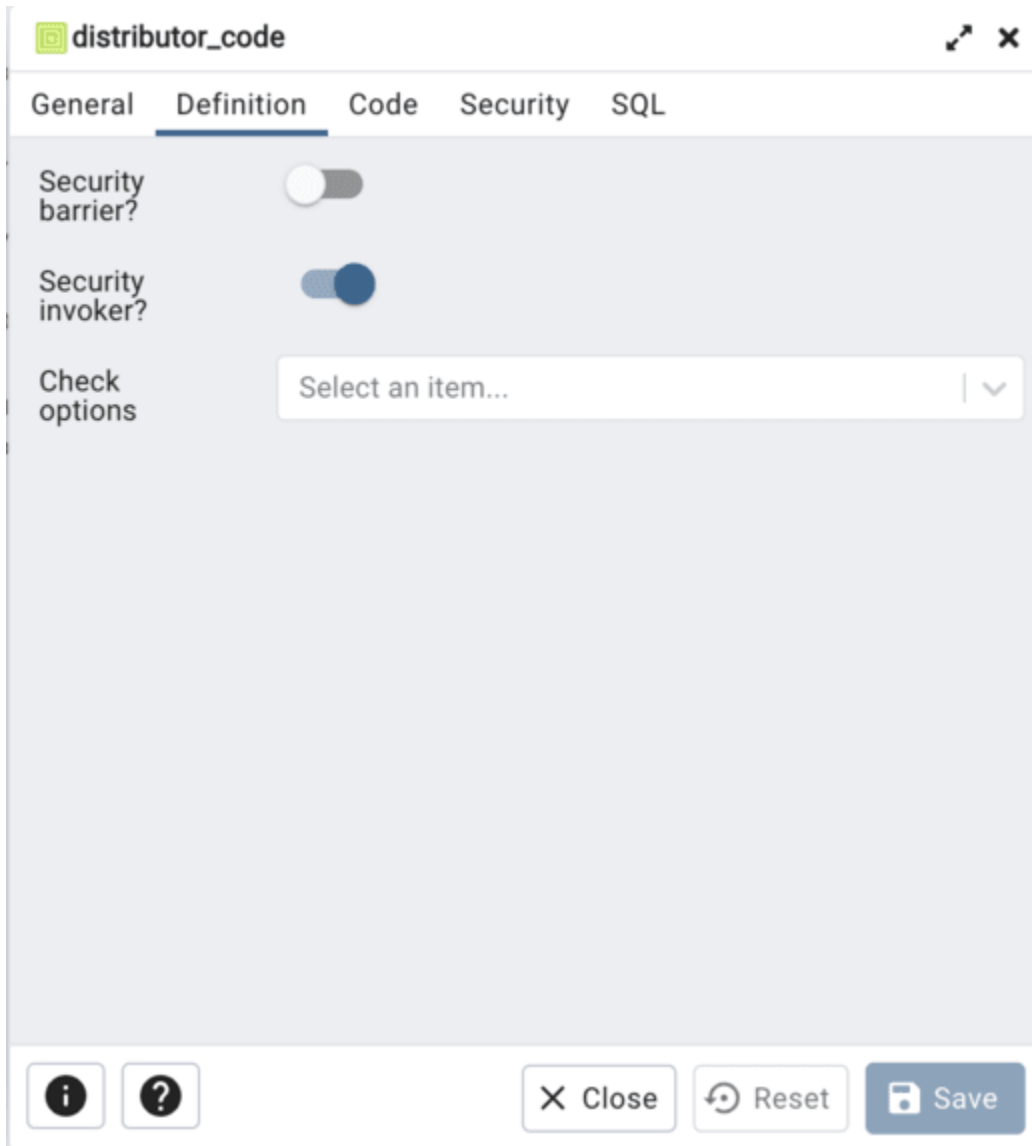 distributor_code
General Definition Code Security SQL
Security
barrier?
Security
invoker?
Check
options
Select an item...
Close Reset Save